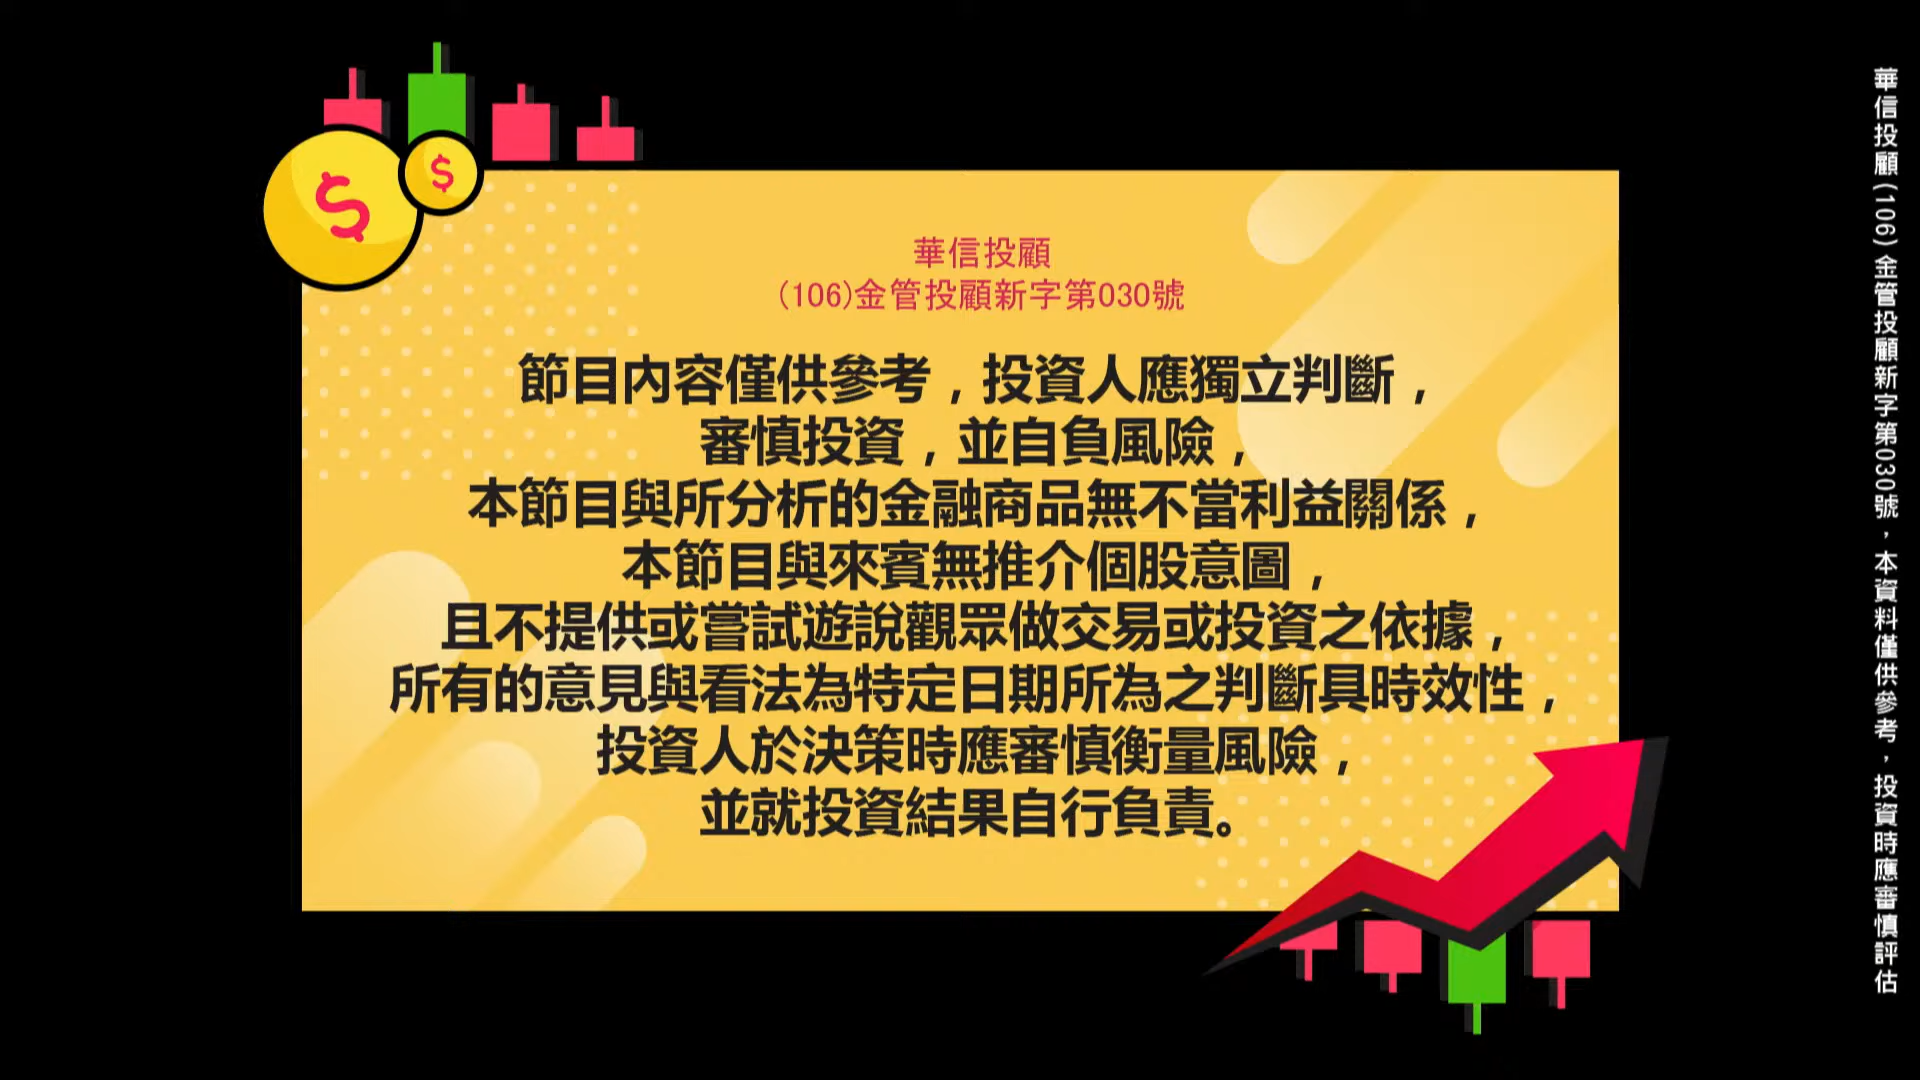 華信投顧
(106)金管投顧新字第030號
節目內容僅供參考，投資人應獨立判斷，
審慎投資，並自負風險，
本節目與所分析的金融商品無不當利益關係，
本節目與來賓無推介個股意圖，
且不提供或嘗試遊說觀眾做交易或投資之依據，
所有的意見與看法為特定日期所為之判斷具時效性，
投資人於決策時應審慎衡量風險，
並就投資結果自行負責。
華信投顧(106)金管投顧新字第030號，本資料僅供參考，投資時應審慎評估
$
$